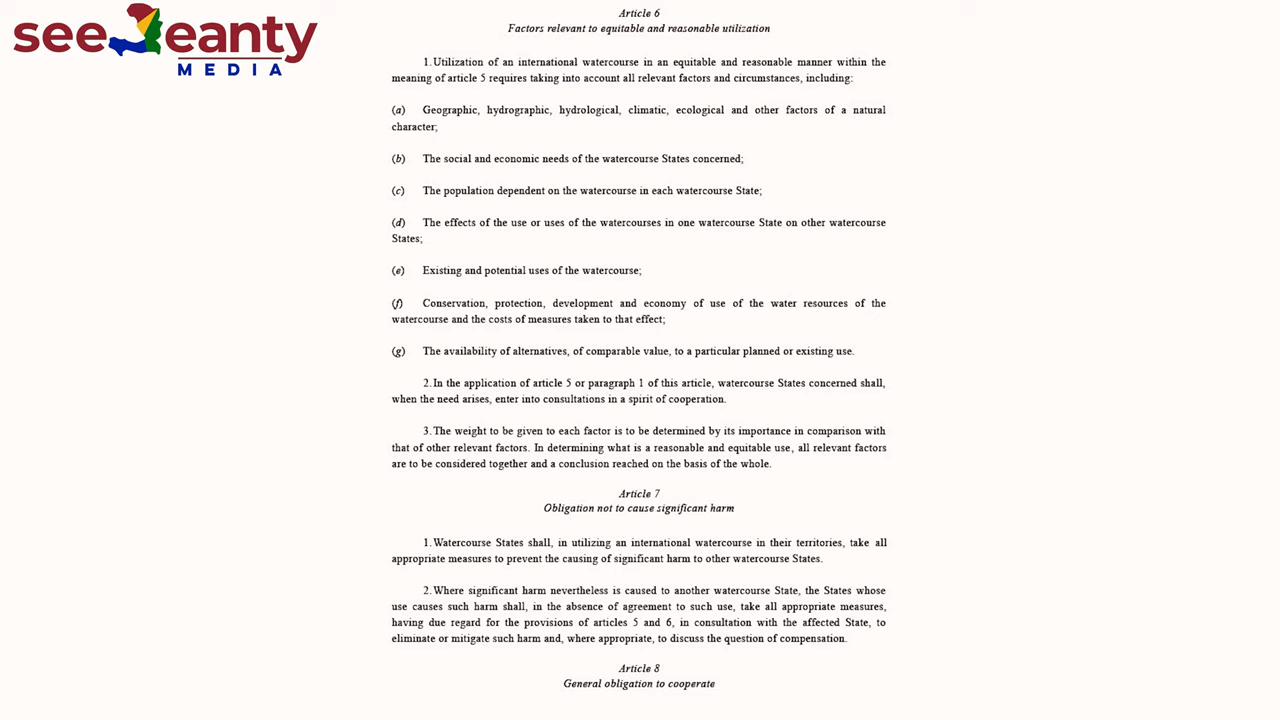 seeJeanty
MEDIA
Article 6
Factors relevant to equitable and reasonable utilization
1.Utilization of an international watercourse in an equitable and reasonable manner within the
meaning of article 5 requires taking into account all relevant factors and circumstances, including:
(a) Geographic, hydrographic, hydrological, climatic, ecological and other factors of a natural
character;
(b) The social and economic needs of the watercourse States concerned;
(c) The population dependent on the watercourse in each watercourse State;
(d) The effects of the use or uses of the watercourses in one watercourse State on other watercourse
States;
(e) Existing and potential uses of the watercourse;
(f) Conservation, protection, development and economy of use of the water resources of the
watercourse and the costs of measures taken to that effect;
(g) The availability of alternatives, of comparable value, to a particular planned or existing use.
2.In the application of article 5 or paragraph 1 of this article, watercourse States concerned shall,
when the need arises, enter into consultations in a spirit of cooperation.
3.The weight to be given to each factor is to be determined by its importance in comparison with
that of other relevant factors. In determining what is a reasonable and equitable use, all relevant factors
are to be considered together and a conclusion reached on the basis of the whole.
Article 7
Obligation not to cause significant harm
1.Watercourse States shall, in utilizing an international watercourse in their territories, take all
appropriate measures to prevent the causing of significant harm to other watercourse States.
2.Where significant harm nevertheless is caused to another watercourse State, the States whose
use causes such harm shall, in the absence of agreement to such use, take all appropriate measures,
having due regard for the provisions of articles 5 and 6, in consultation with the affected State, to
eliminate or mitigate such harm and, where appropriate, to discuss the question of compensation.
Article 8
General obligation to cooperate